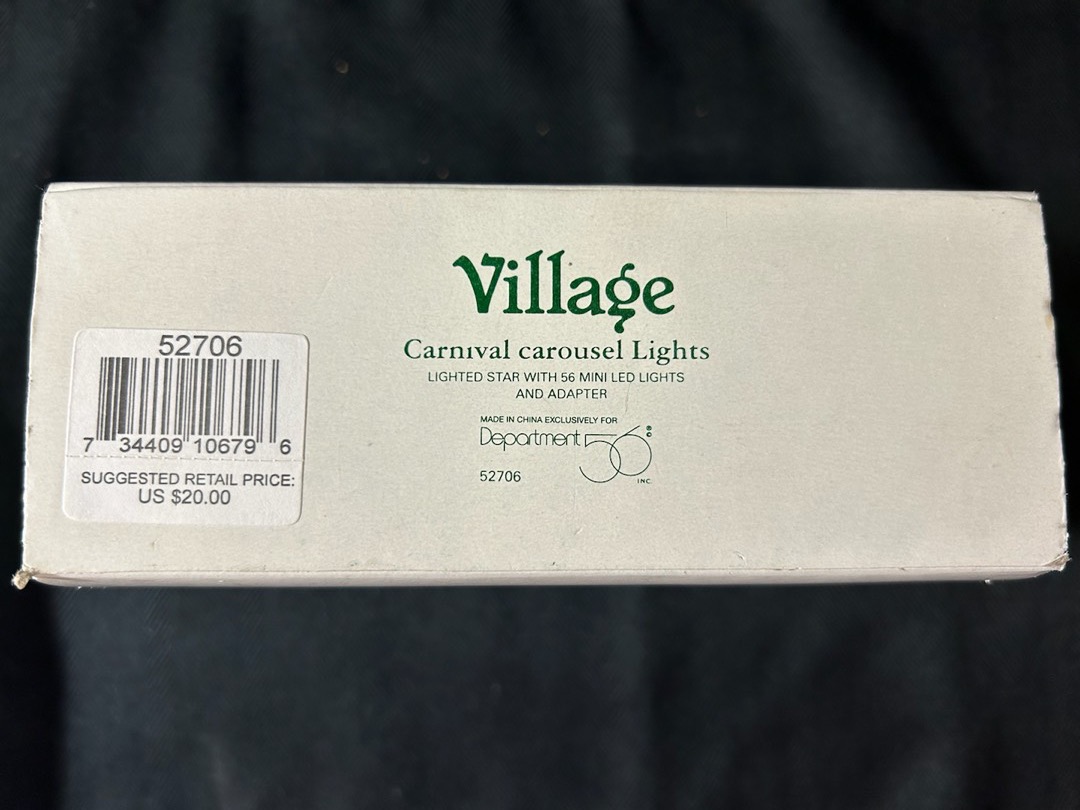 Village
Carnival carousel Lights
LIGHTED STAR WITH 56 MINI LED LIGHTS
AND ADAPTER
MADE IN CHINA EXCLUSIVELY FOR
Department 56 ® ©
INC.
52706
52706
7 34409 10679 6
SUGGESTED RETAIL PRICE:
US $20.00